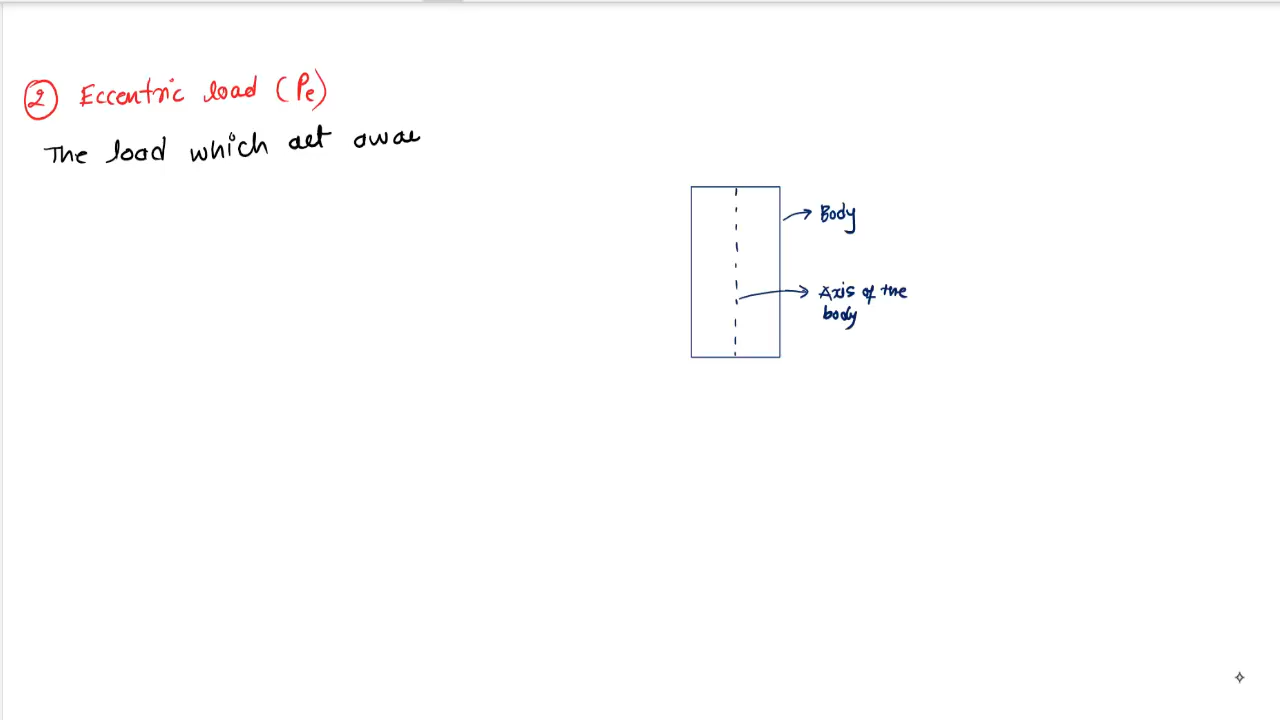 2 Eccentric load (Pe)
The load which act awa
Body
Axis of the
body